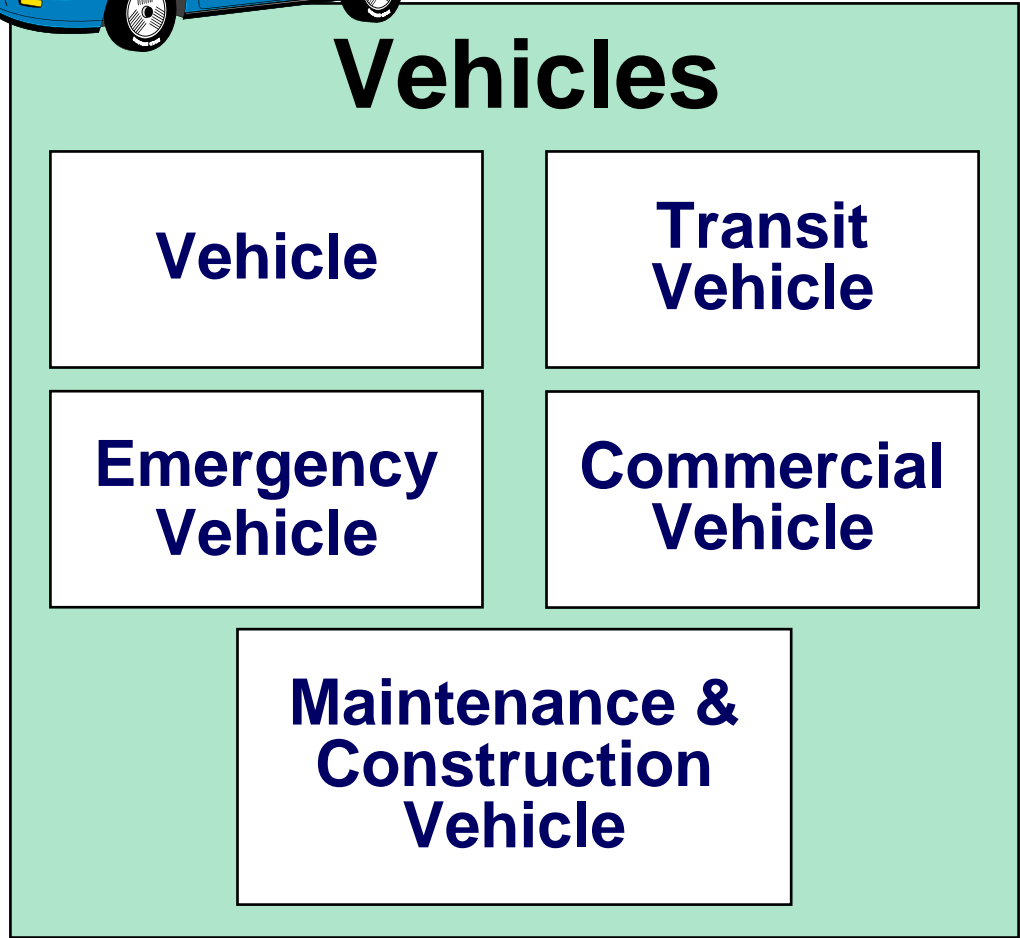 Vehicles
Vehicle
Transit
Vehicle
Emergency
Vehicle
Commercial
Vehicle
Maintenance &
Construction
Vehicle